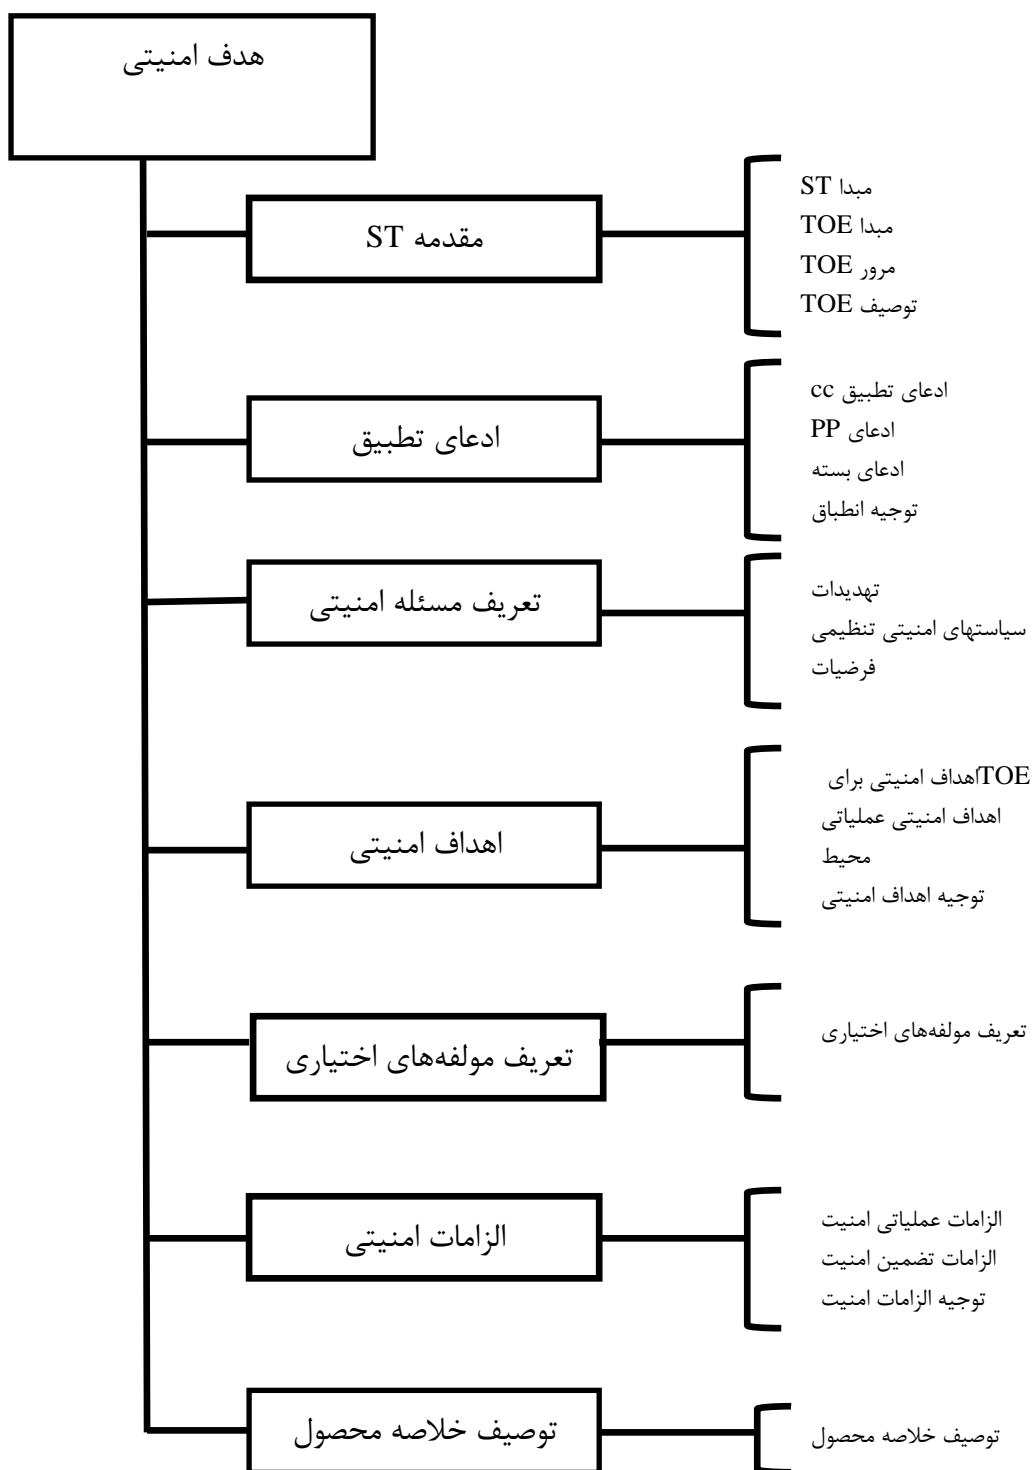 هدف امنیتی
مقدمه ST
مبدا ST
مبدا TOE
مرور TOE
توصیف TOE
ادعای تطبیق
ادعای تطبیق cc
ادعای PP
ادعای بسته
توجیه انطباق
تعریف مسئله امنیتی
تهدیدات
سیاستهای امنیتی تنظیمی
فرضیات
اهداف امنیتی
TOEاهداف امنیتی برای
اهداف امنیتی عملیاتی
محیط
توجیه اهداف امنیتی
تعریف مولفه‌های اختیاری
تعریف مولفه‌های اختیاری
الزامات امنیتی
الزامات عملیاتی امنیت
الزامات تضمین امنیت
توجیه الزامات امنیت
توصیف خلاصه محصول
توصیف خلاصه محصول